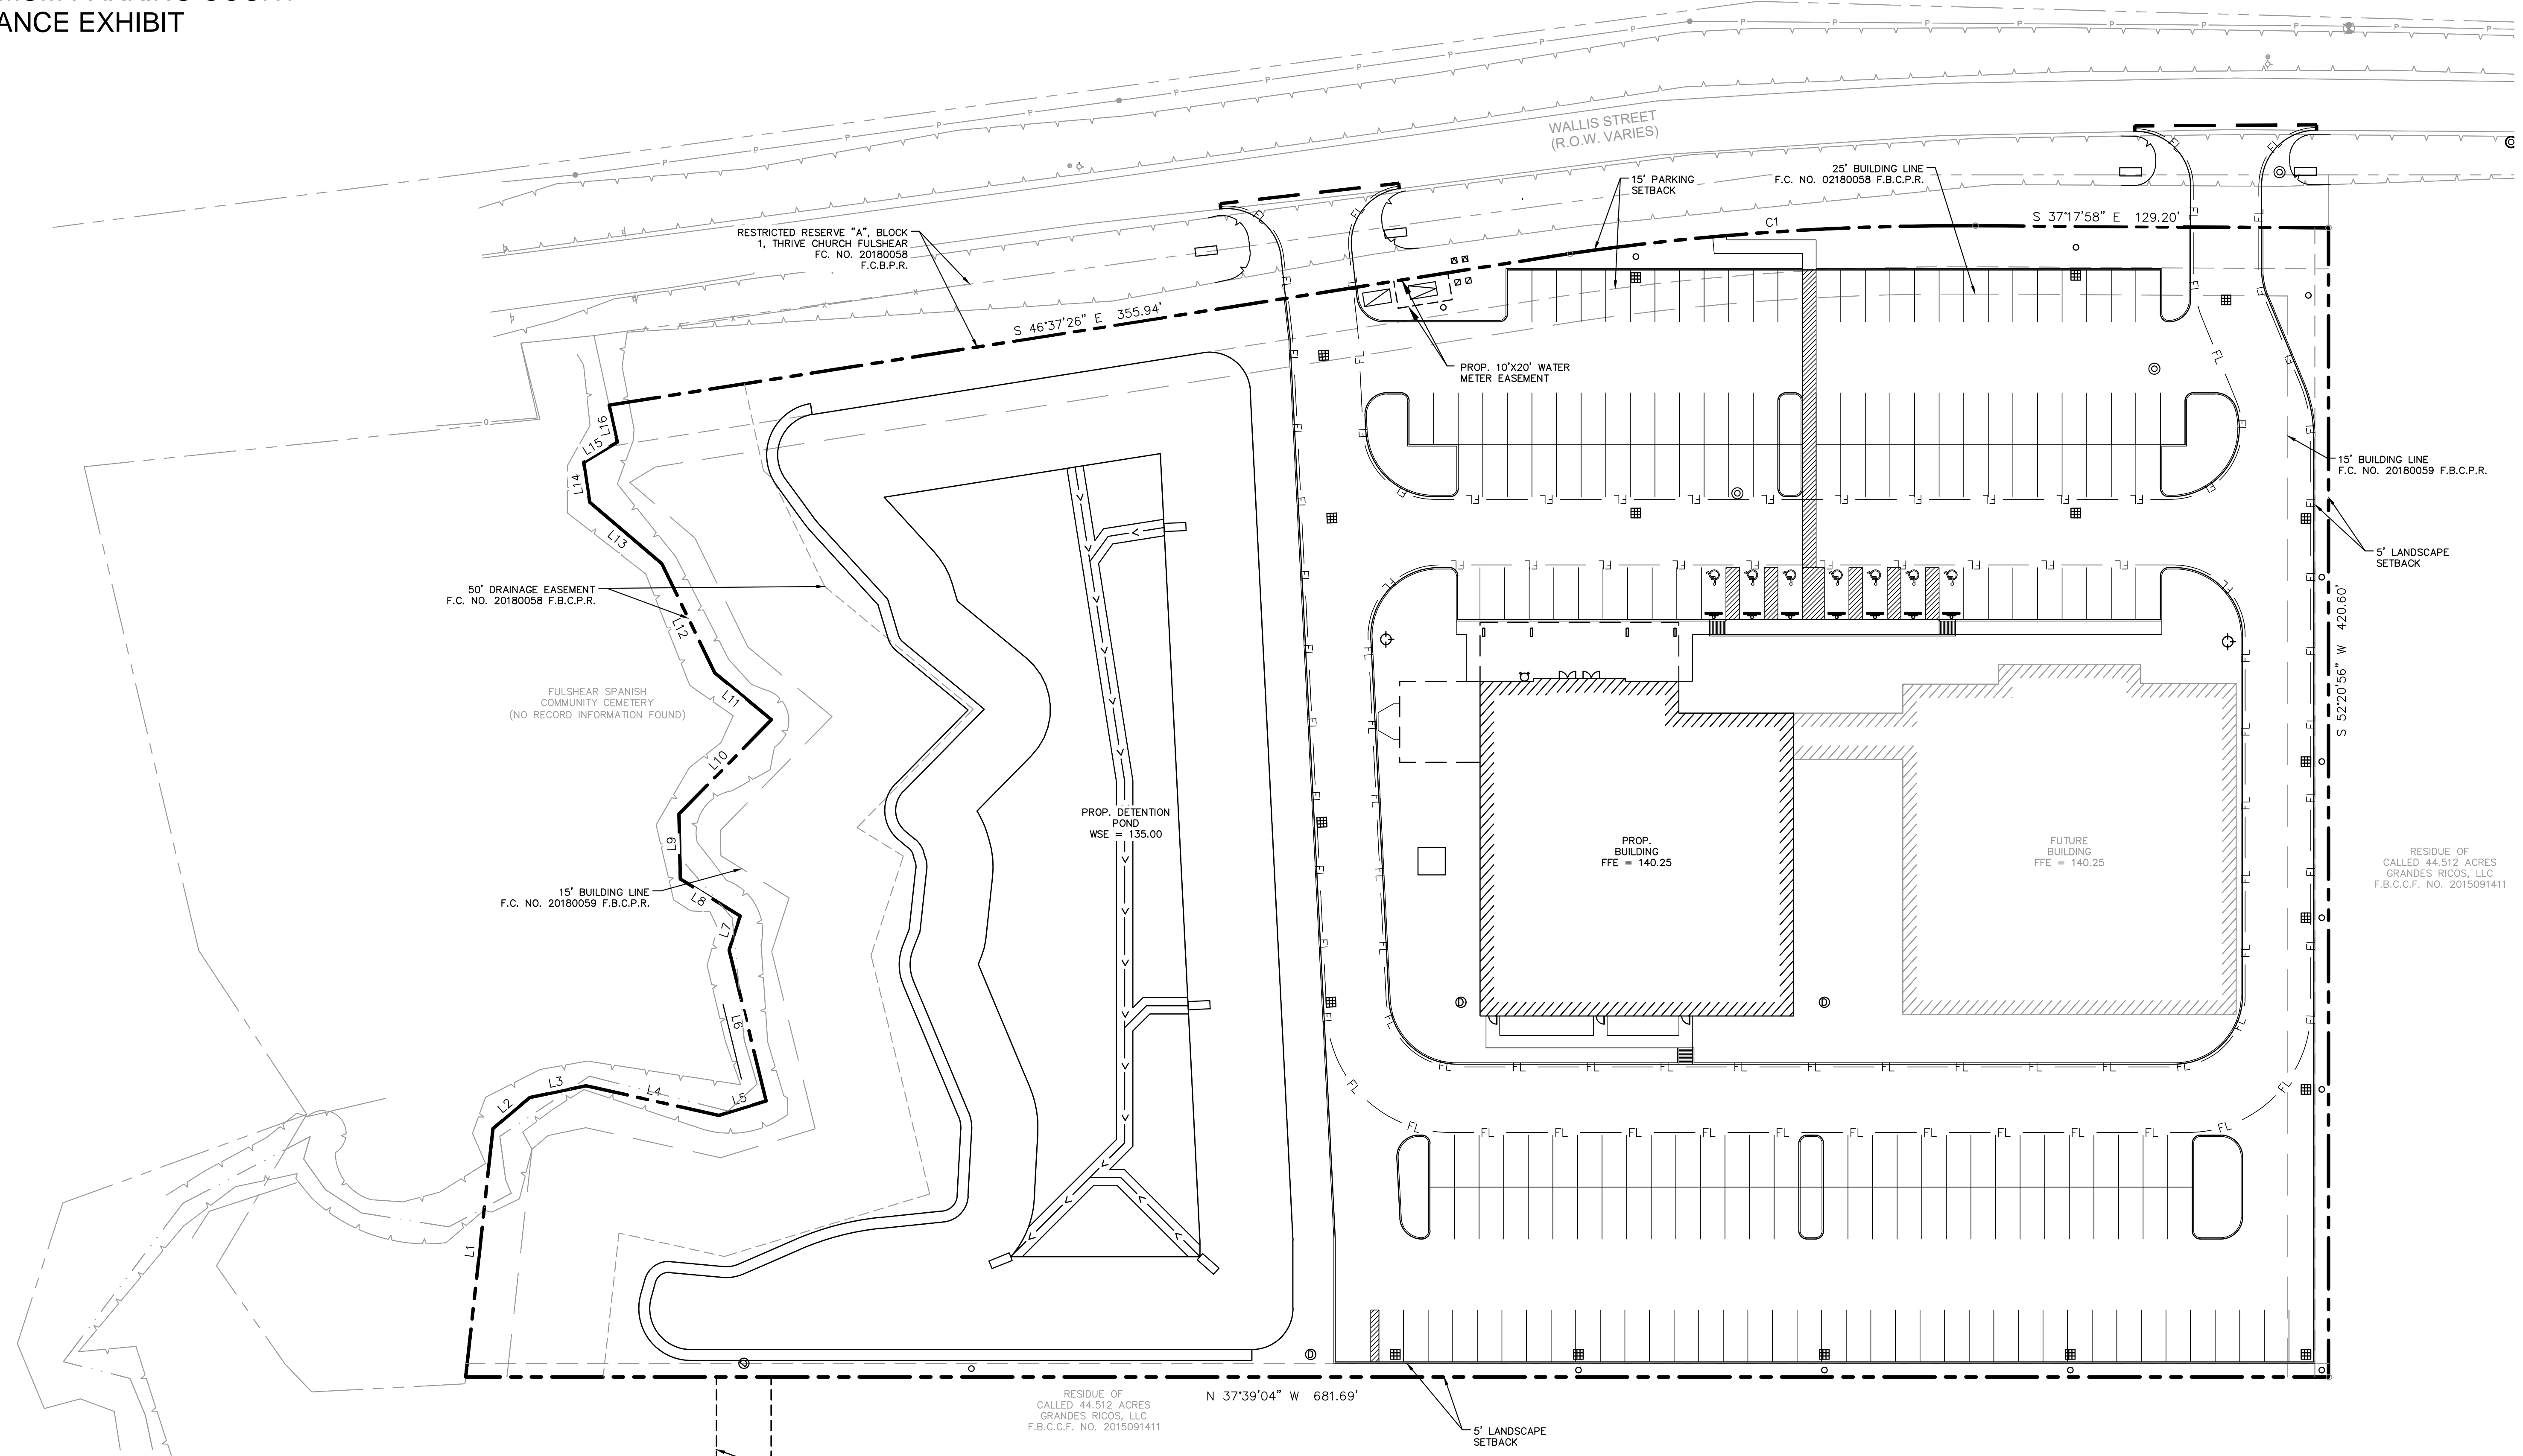 ANCE EXHIBIT
WALLIS STREET
(R.O.W. VARIES)
15' PARKING
SETBACK
25' BUILDING LINE
F.C. NO. 02180058 F.B.C.P.R.
C1
S 37°17'58" E 129.20'
RESTRICTED RESERVE "A", BLOCK
1, THRIVE CHURCH FULSHEAR
FC. NO. 20180058
F.C.B.P.R.
S 46°37'26" E 355.94'
PROP. 10'X20' WATER
METER EASEMENT
L16
L15
L14
L13
L12
L11
L10
L9
L8
L7
L6
L5
L4
L3
L2
L1
15' BUILDING LINE
F.C. NO. 20180059 F.B.C.P.R.
5' LANDSCAPE
SETBACK
S 52°20'56" W 420.60'
50' DRAINAGE EASEMENT
F.C. NO. 20180058 F.B.C.P.R.
FULSHEAR SPANISH
COMMUNITY CEMETERY
(NO RECORD INFORMATION FOUND)
PROP. DETENTION
POND
WSE = 135.00
PROP.
BUILDING
FFE = 140.25
FUTURE
BUILDING
FFE = 140.25
RESIDUE OF
CALLED 44.512 ACRES
GRANDES RICOS, LLC
F.B.C.C.F. NO. 2015091411
15' BUILDING LINE
F.C. NO. 20180059 F.B.C.P.R.
RESIDUE OF
CALLED 44.512 ACRES
GRANDES RICOS, LLC
F.B.C.C.F. NO. 2015091411
N 37°39'04" W 681.69'
5' LANDSCAPE
SETBACK